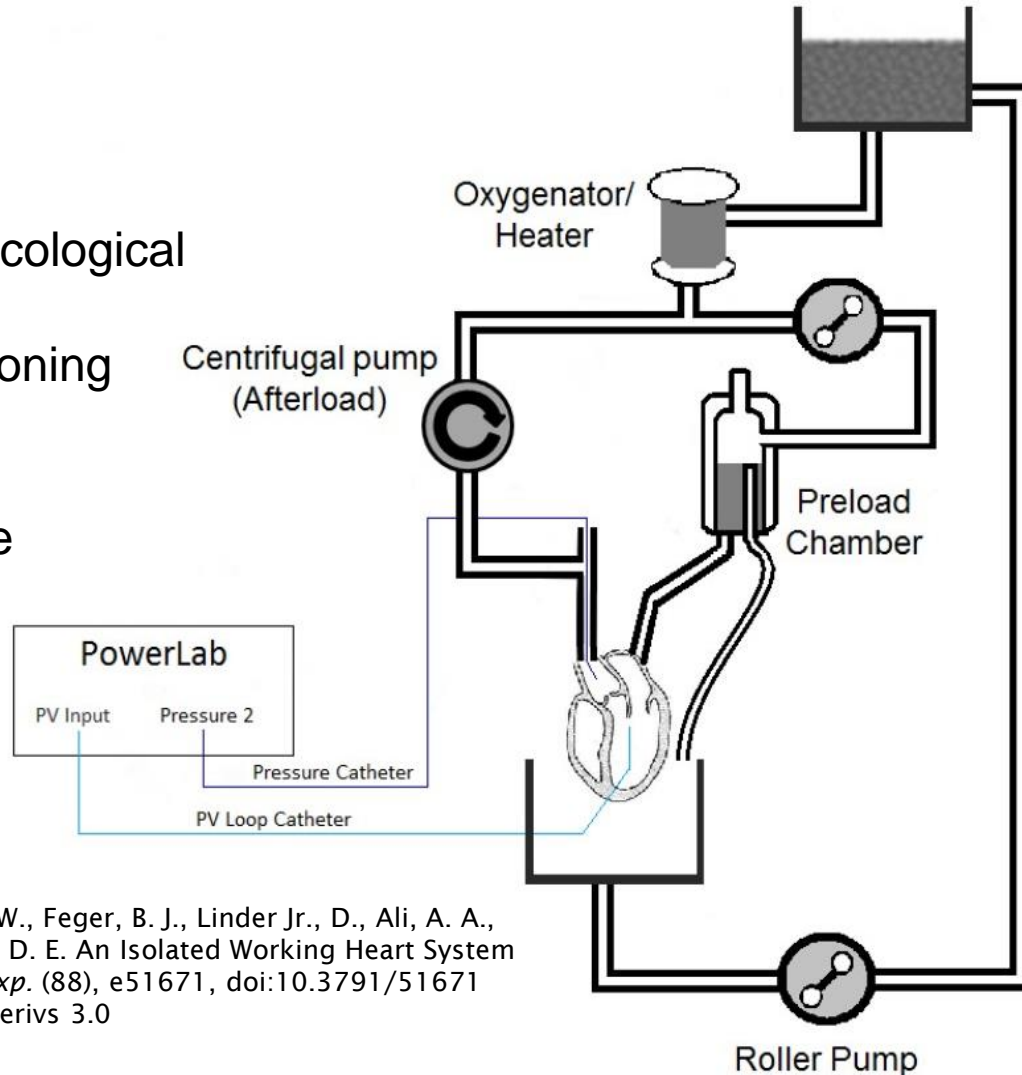 cological
oning
e
Oxygenator/
Heater
Centrifugal pump
(Afterload)
Preload
Chamber
PowerLab
PV Input Pressure 2
Pressure Catheter
PV Loop Catheter
W., Feger, B. J., Linder Jr., D., Ali, A. A.,
D. E. An Isolated Working Heart System
xp. (88), e51671, doi:10.3791/51671
erivs 3.0
Roller Pump